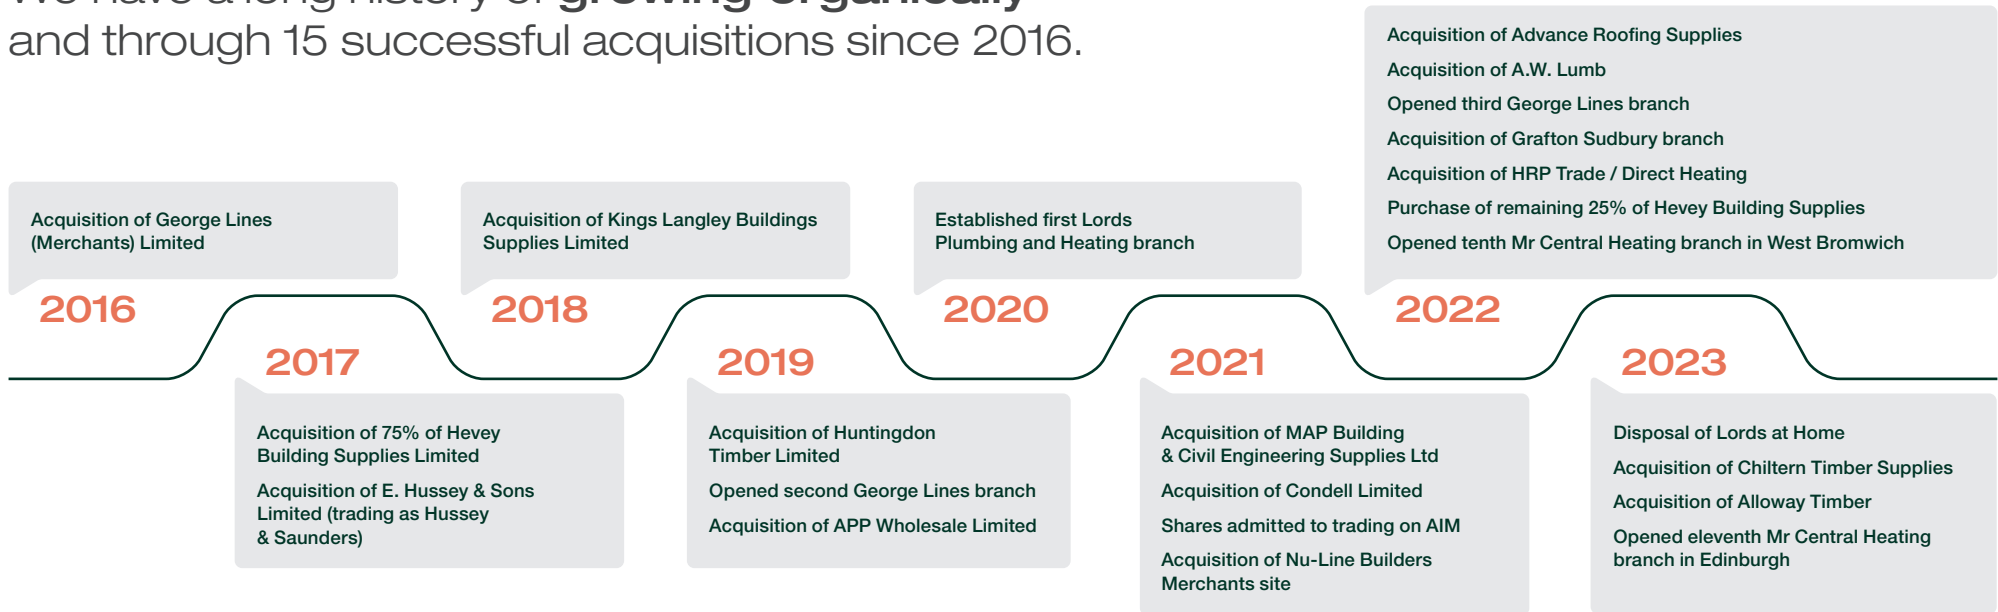 We have a long history of growing organically
and through 15 successful acquisitions since 2016.
Acquisition of George Lines
(Merchants) Limited
2016
2017
Acquisition of 75% of Hevey
Building Supplies Limited
Acquisition of E. Hussey & Sons
Limited (trading as Hussey
& Saunders)
Acquisition of Kings Langley Buildings
Supplies Limited
2018
2019
Acquisition of Huntingdon
Timber Limited
Opened second George Lines branch
Acquisition of APP Wholesale Limited
Established first Lords
Plumbing and Heating branch
2020
2021
Acquisition of MAP Building
& Civil Engineering Supplies Ltd
Acquisition of Condell Limited
Shares admitted to trading on AIM
Acquisition of Nu-Line Builders
Merchants site
Acquisition of Advance Roofing Supplies
Acquisition of A.W. Lumb
Opened third George Lines branch
Acquisition of Grafton Sudbury branch
Acquisition of HRP Trade / Direct Heating
Purchase of remaining 25% of Hevey Building Supplies
Opened tenth Mr Central Heating branch in West Bromwich
2022
2023
Disposal of Lords at Home
Acquisition of Chiltern Timber Supplies
Acquisition of Alloway Timber
Opened eleventh Mr Central Heating
branch in Edinburgh